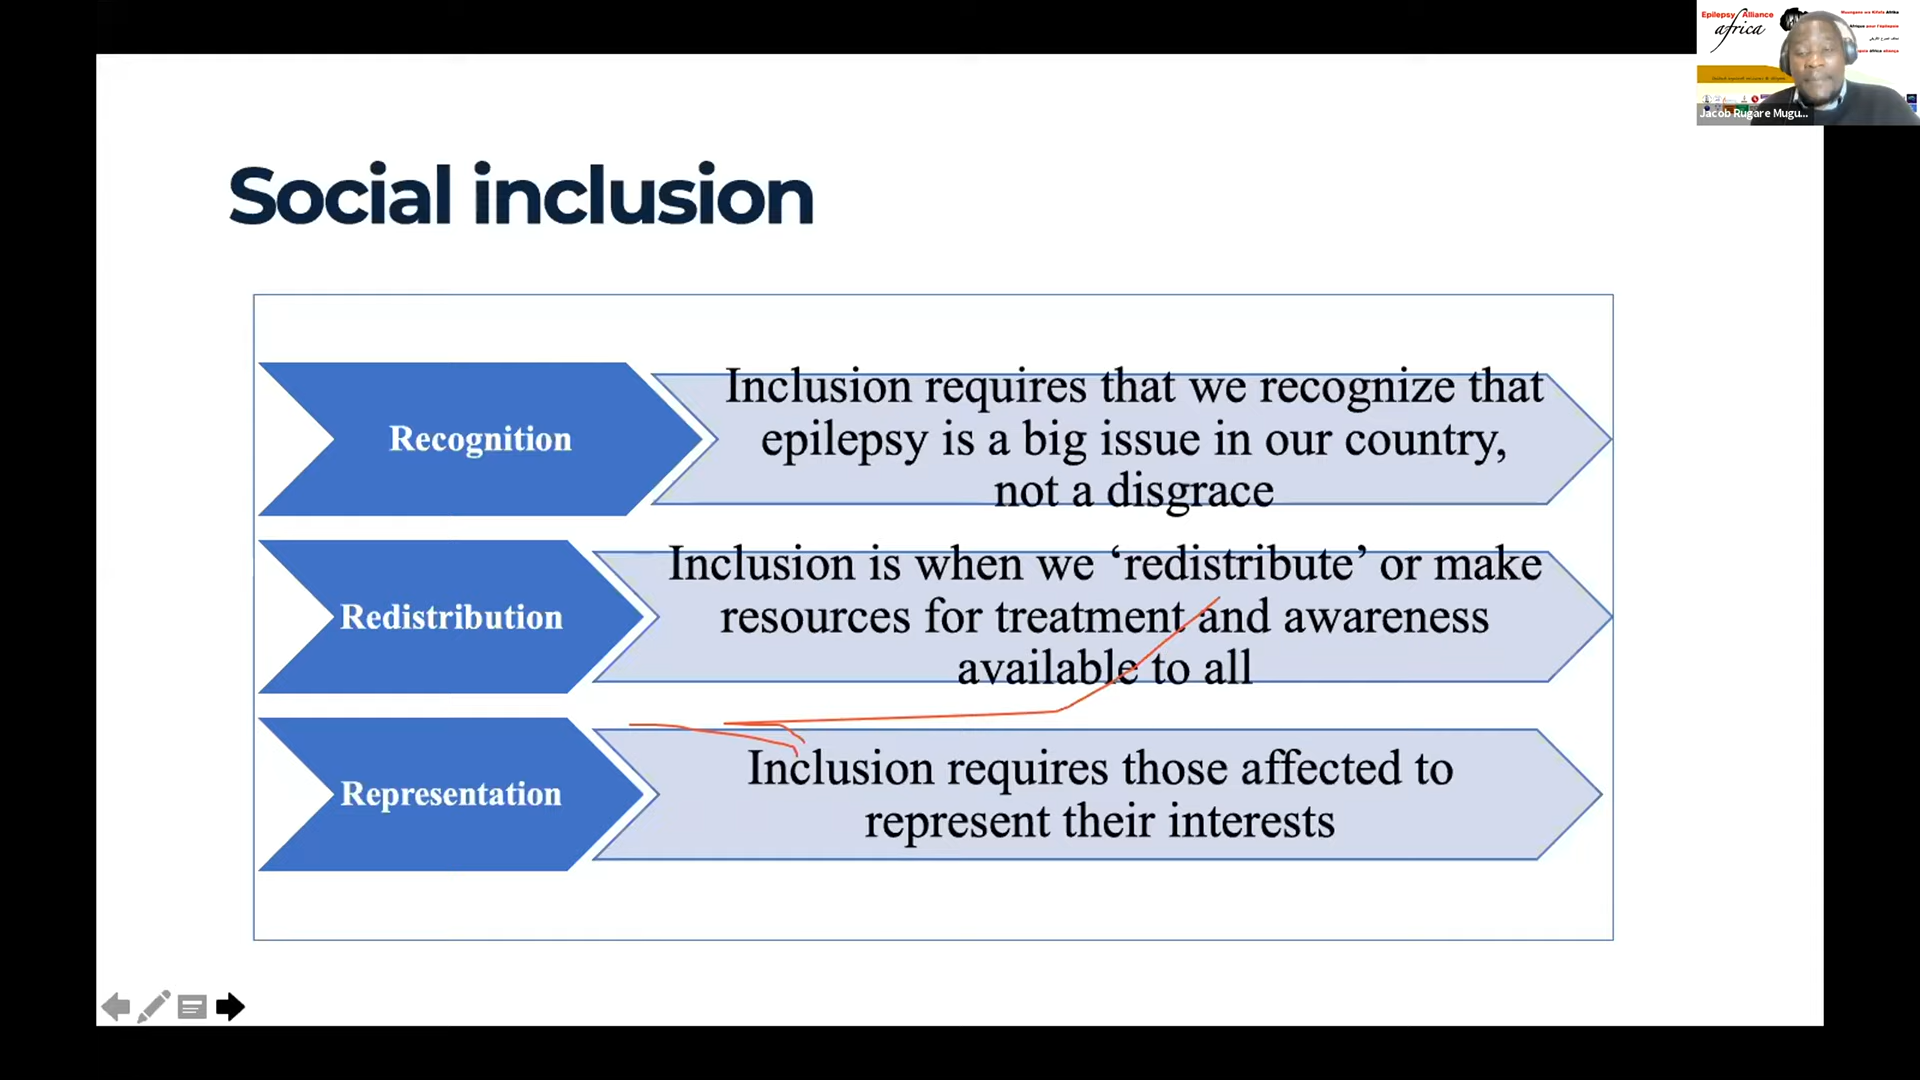 Social inclusion
Recognition
Inclusion requires that we recognize that
epilepsy is a big issue in our country,
not a disgrace
Redistribution
Inclusion is when we ‘redistribute’ or make
resources for treatment and awareness
available to all
Representation
Inclusion requires those affected to
represent their interests
Epilepsy Alliance
africa
Jacob Rugare Mugu...